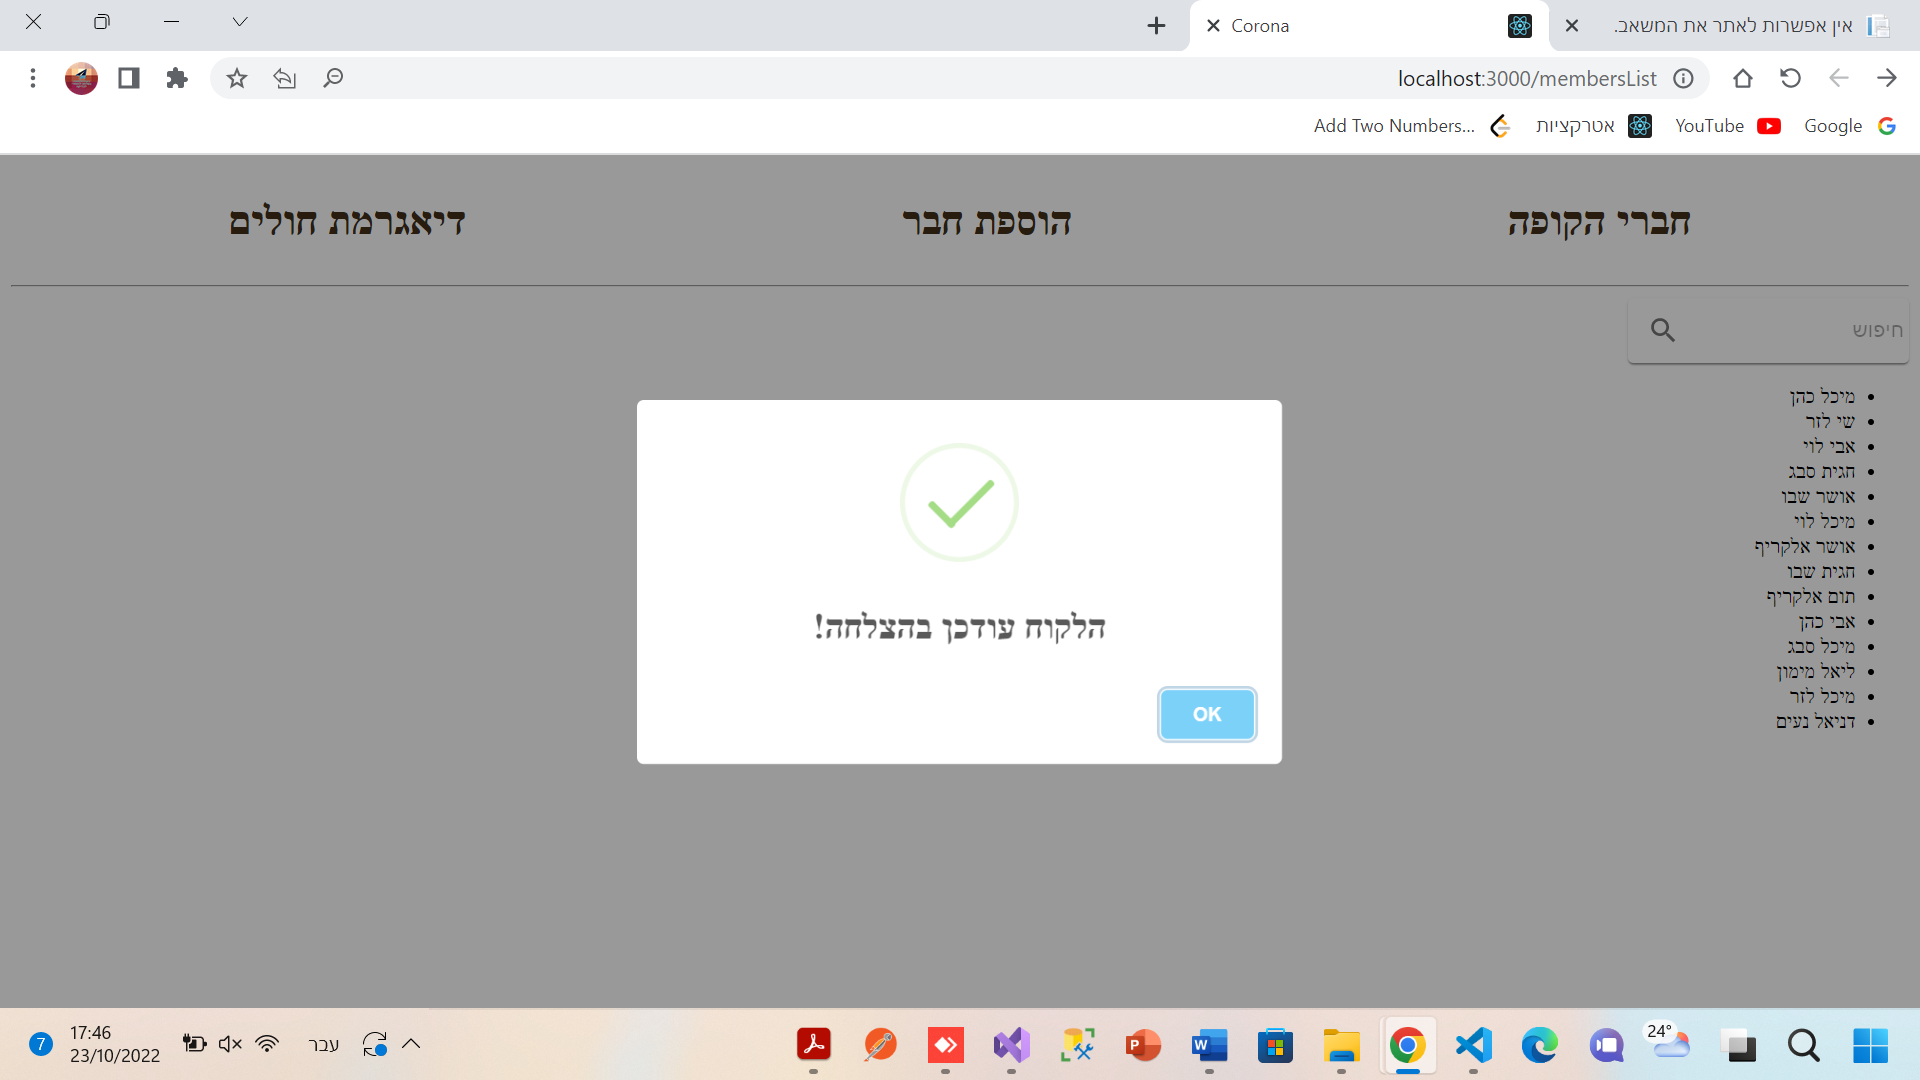 אין אפשרות לאתר את המשאב.
Corona
localhost:3000/membersList
Google
YouTube
אטרקציות
Add Two Numbers...
חברי הקופה
הוספת חבר
דיאגרמת חולים
חיפוש
מיכל כהן
שי לזר
אבי לוי
חגית סבג
אושר שבו
מיכל לוי
אושר אלקריף
חגית שבו
תום אלקריף
אבי כהן
מיכל סבג
ליאל מימון
מיכל לזר
דניאל נעים
הלקוח עודכן בהצלחה!
OK
24°
עבר
17:46
23/10/2022
7